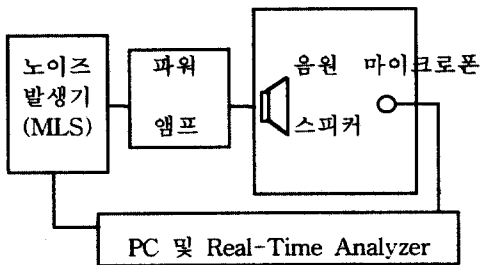 노이즈
발생기
(MLS)
파워
앰프
음원
스피커
마이크로폰
PC 및 Real-Time Analyzer